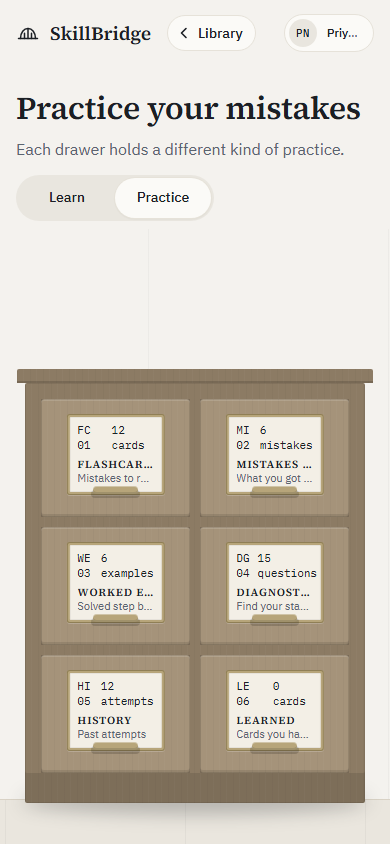 SkillBridge
Library
PN Priy...
Practice your mistakes
Each drawer holds a different kind of practice.
Learn Practice
FC 12
01 cards
FLASHCAR...
Mistakes to r...
MI 6
02 mistakes
MISTAKES ...
What you got ...
WE 6
03 examples
WORKED E...
Solved step b...
DG 15
04 questions
DIAGNOST...
Find your sta...
HI 12
05 attempts
HISTORY
Past attempts
LE 0
06 cards
LEARNED
Cards you ha...